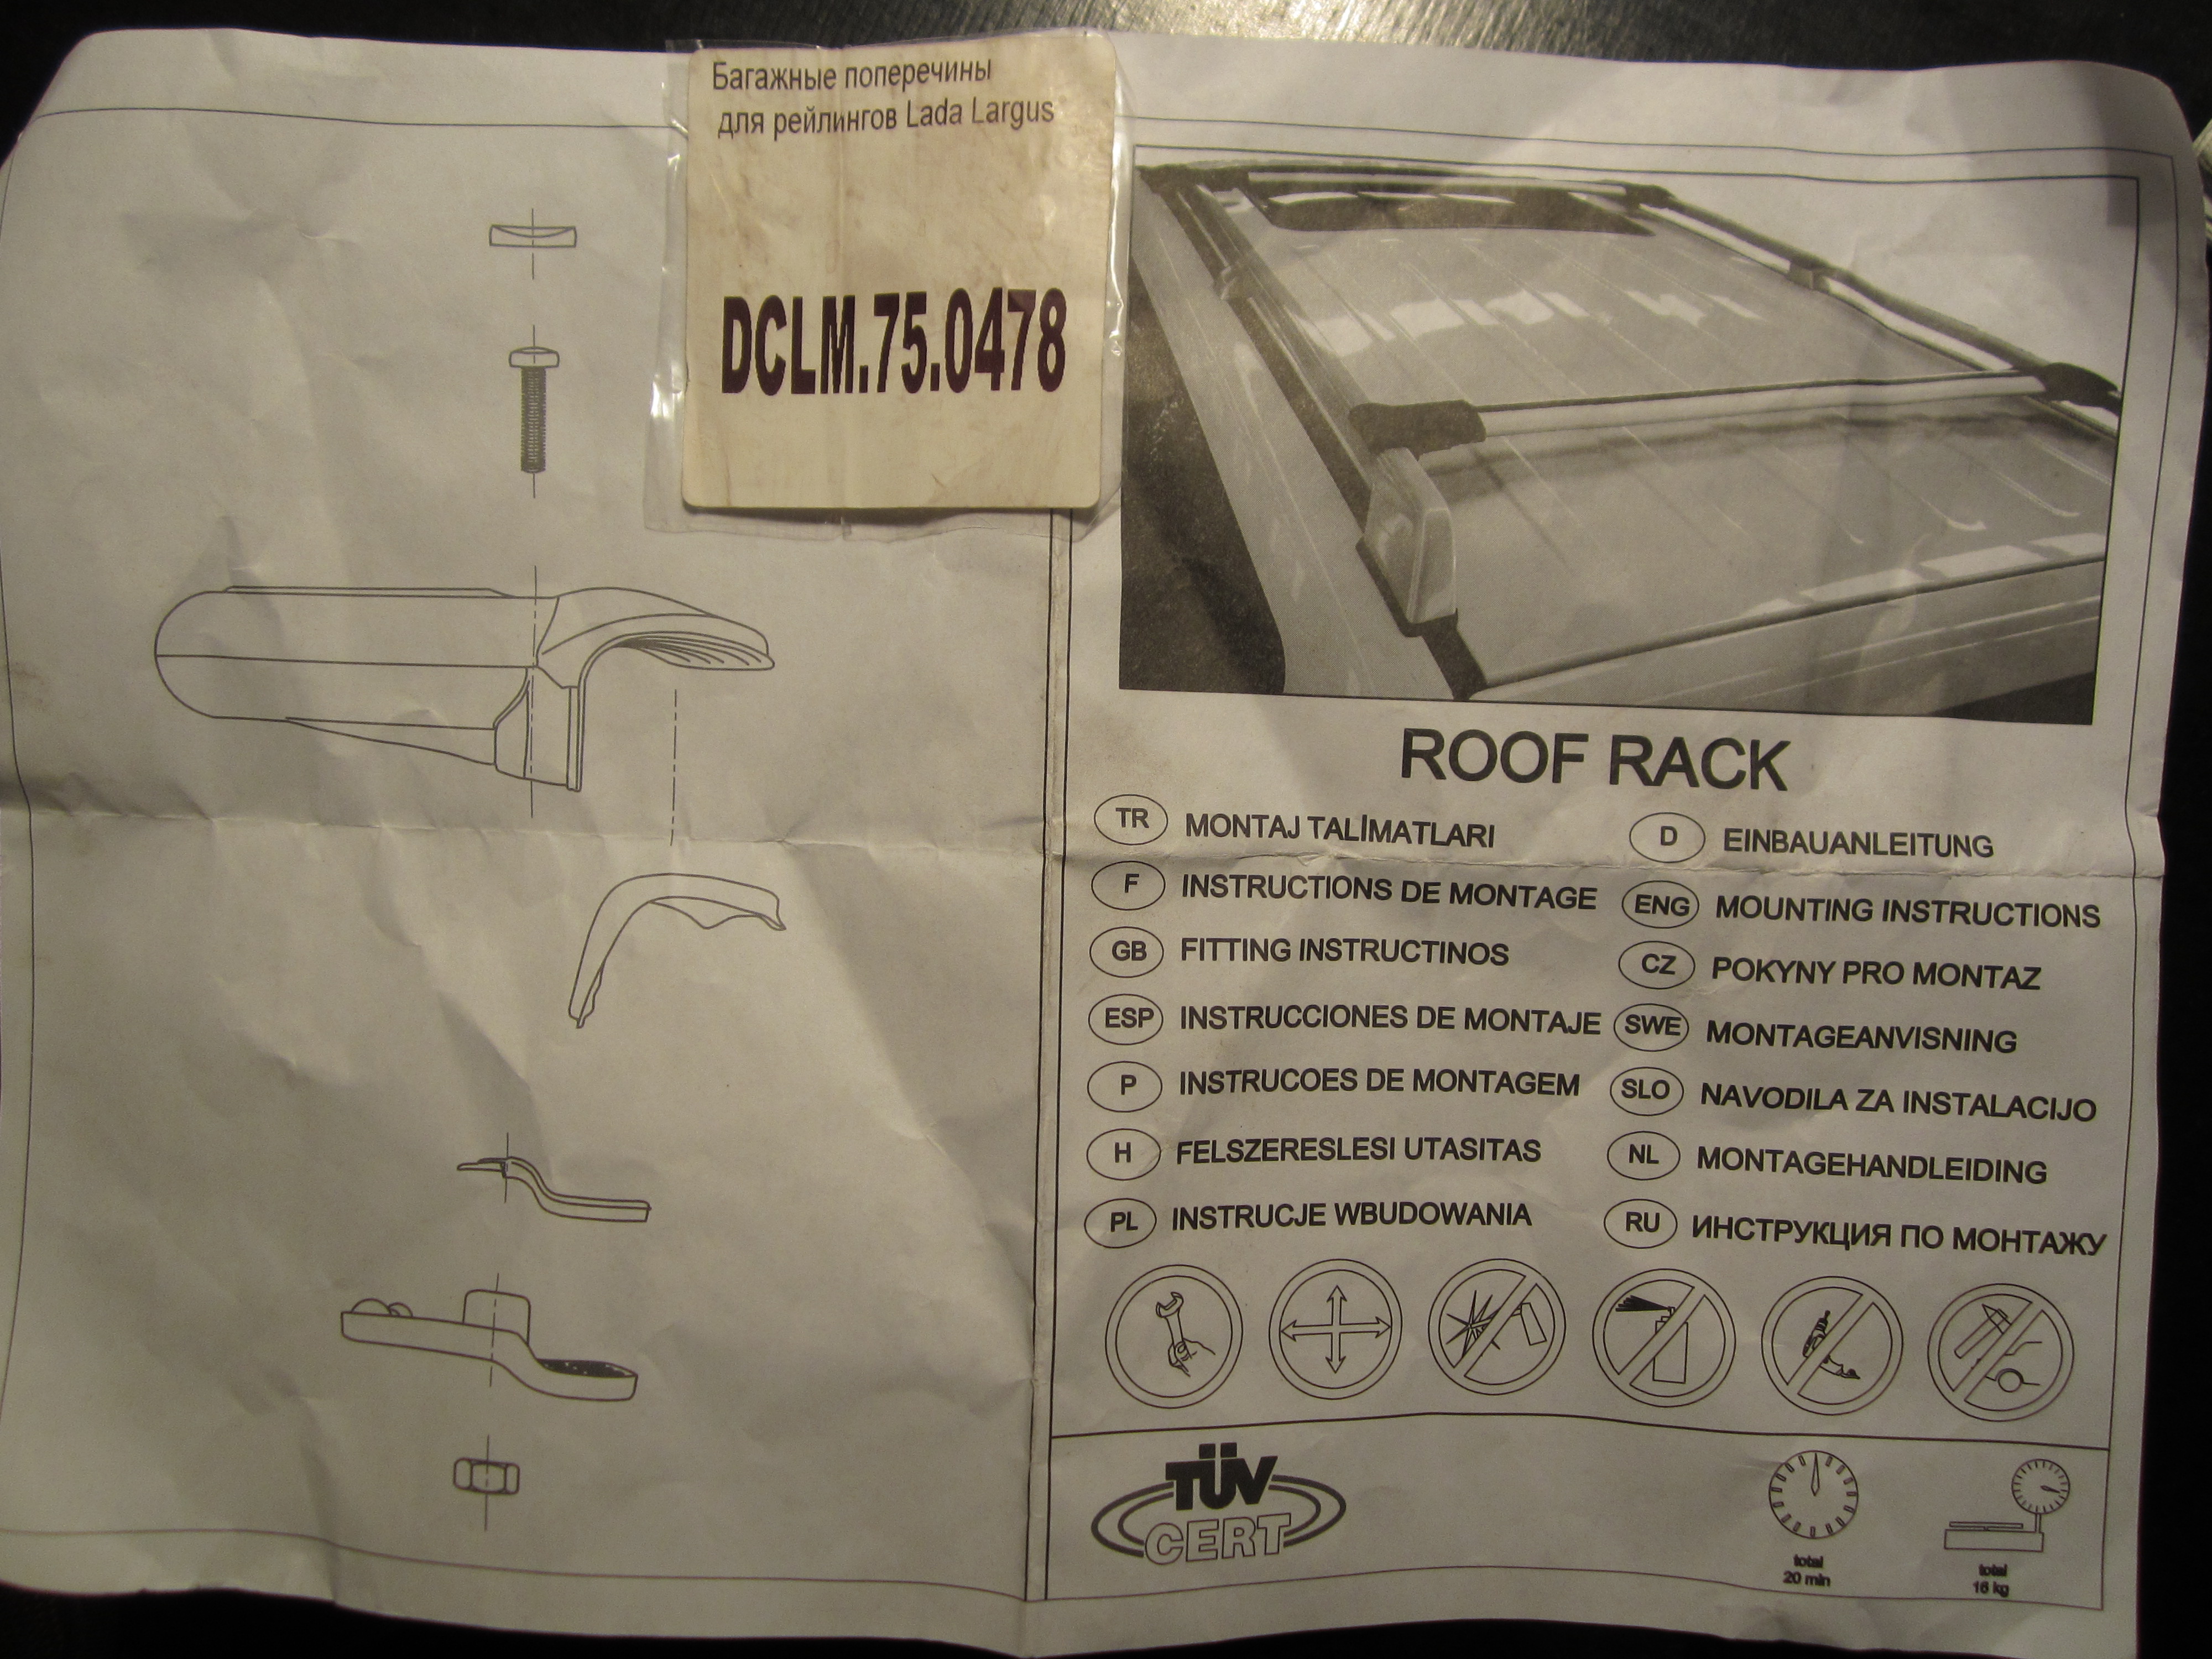 Багажные поперечины
для рейлингов Lada Largus
DCLM.75.0478
ROOF RACK
TR MONTAJ TALİMATLARI
F INSTRUCTIONS DE MONTAGE
GB FITTING INSTRUCTINOS
ESP INSTRUCCIONES DE MONTAJE
P INSTRUCOES DE MONTAGEM
H FELSZERESLESI UTASITAS
PL INSTRUCJE WBUDOWANIA
D EINBAUANLEITUNG
ENG MOUNTING INSTRUCTIONS
CZ POKYNY PRO MONTAZ
SWE MONTAGEANVISNING
SLO NAVODILA ZA INSTALACIJO
NL MONTAGEHANDLEIDING
RU ИНСТРУКЦИЯ ПО МОНТАЖУ
TÜV
CERT
total
20 min
total
16 kg